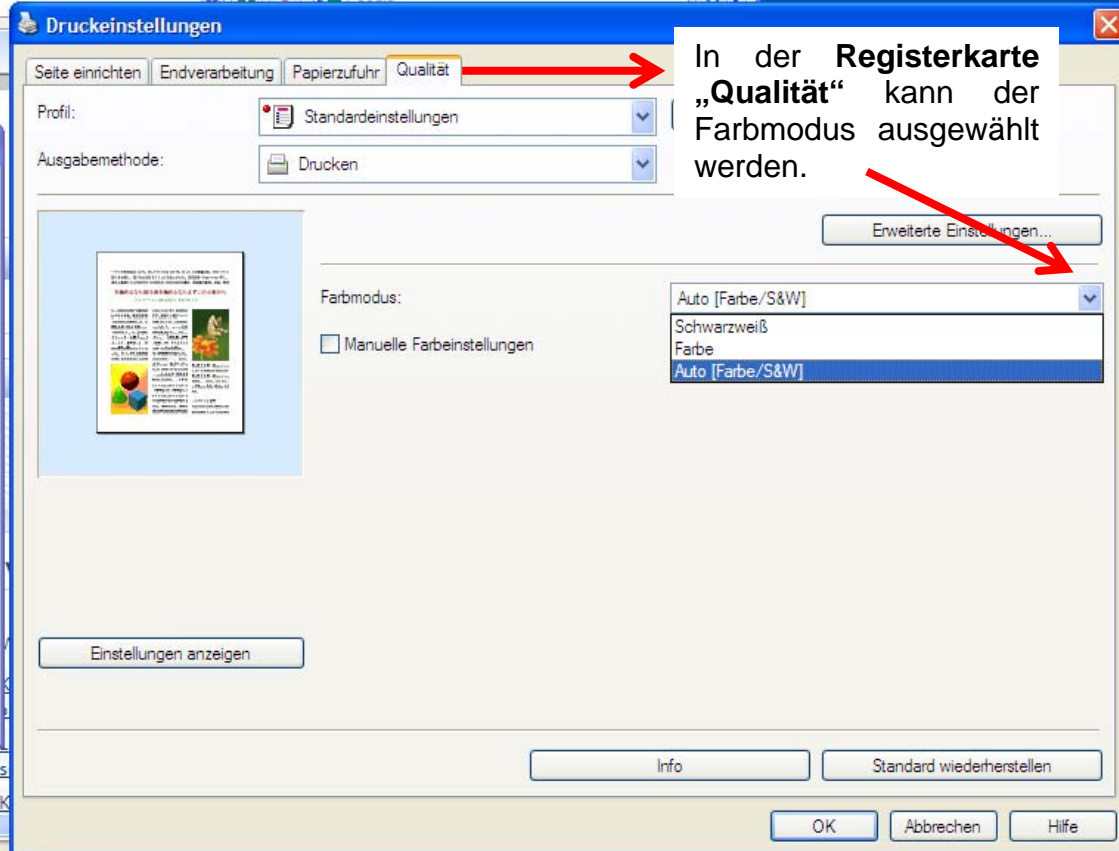 Druckeinstellungen
In der Registerkarte
„Qualität“ kann der
Farbmodus ausgewählt
werden.
Seite einrichten Endverarbeitung Papierzufuhr Qualität
Profil: Standardeinstellungen
Ausgabemethode: Drucken
Erweiterte Einstellungen...
Farbmodus: Auto [Farbe/S&W]
Schwarzweiß
Manuelle Farbeinstellungen Farbe
Auto [Farbe/S&W]
Einstellungen anzeigen
Info Standard wiederherstellen
OK Abbrechen Hilfe